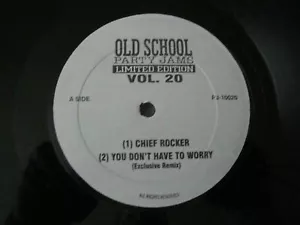 OLD SCHOOL
PARTY JAMS
LIMITED EDITION
VOL. 20
A SIDE
(1) CHIEF ROCKER
(2) YOU DON'T HAVE TO WORRY
(Exclusive Remix)